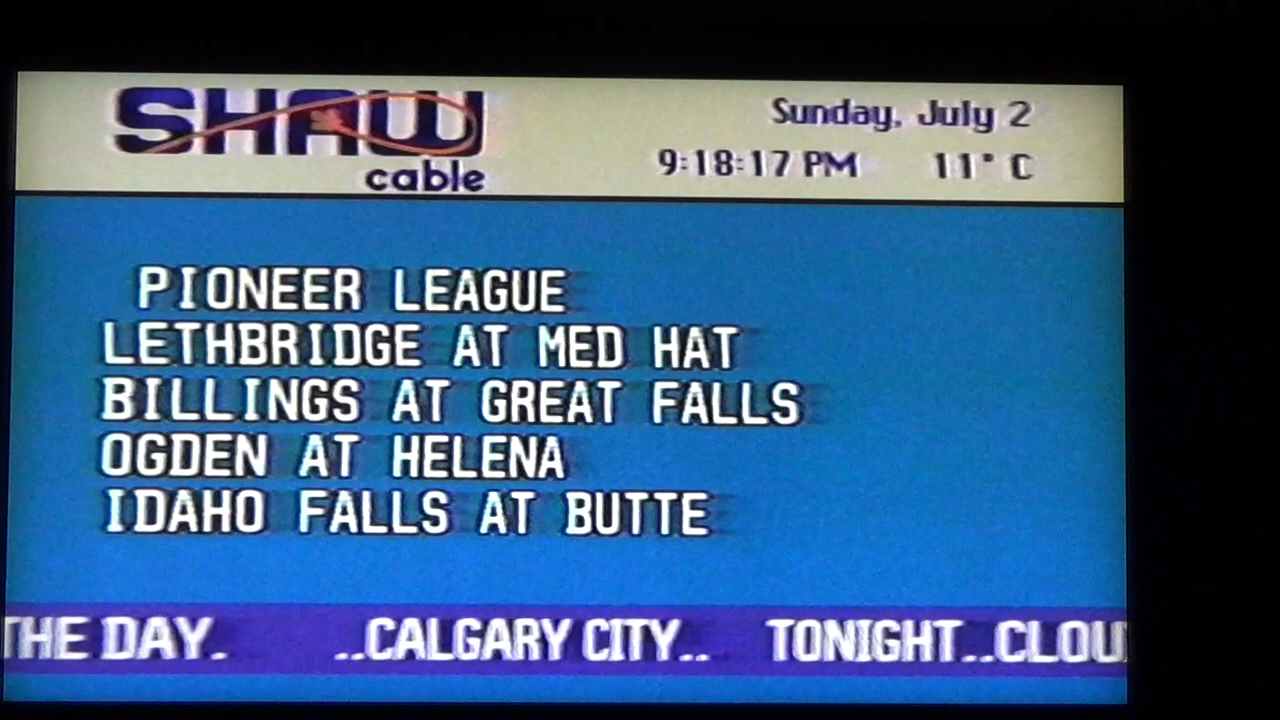 SHAW
cable
Sunday, July 2
9:18:17 PM 11° C
PIONEER LEAGUE
LETHBRIDGE AT MED HAT
BILLINGS AT GREAT FALLS
OGDEN AT HELENA
IDAHO FALLS AT BUTTE
THE DAY. ..CALGARY CITY.. TONIGHT..CLOU